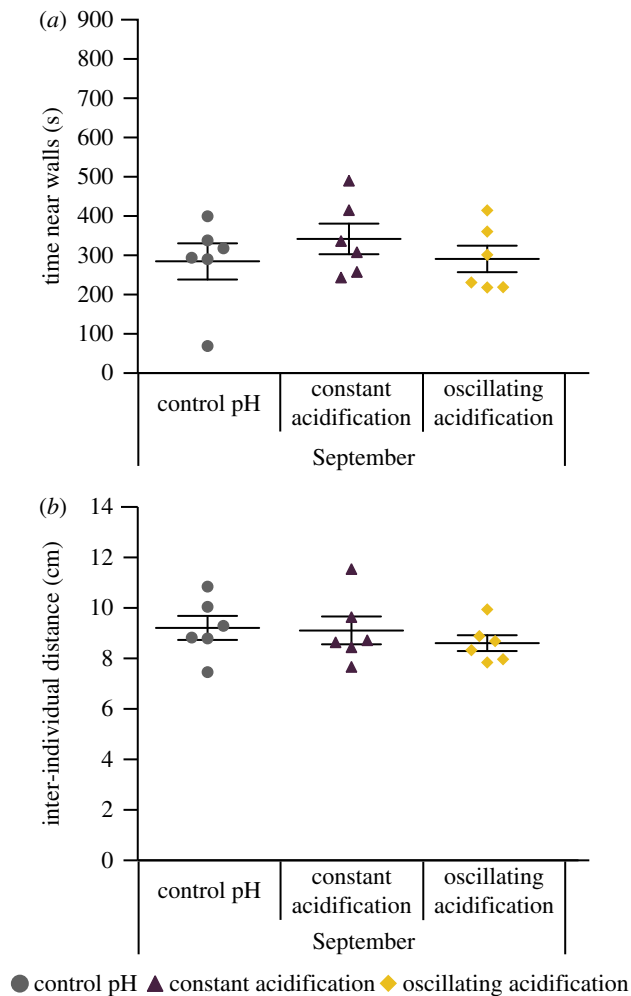 (a)
900
800
700
600
500
400
300
200
100
0
time near walls (s)
control pH
constant
acidification
oscillating
acidification
September
(b)
14
12
10
8
6
4
2
0
inter-individual distance (cm)
control pH
constant
acidification
oscillating
acidification
September
control pH constant acidification oscillating acidification